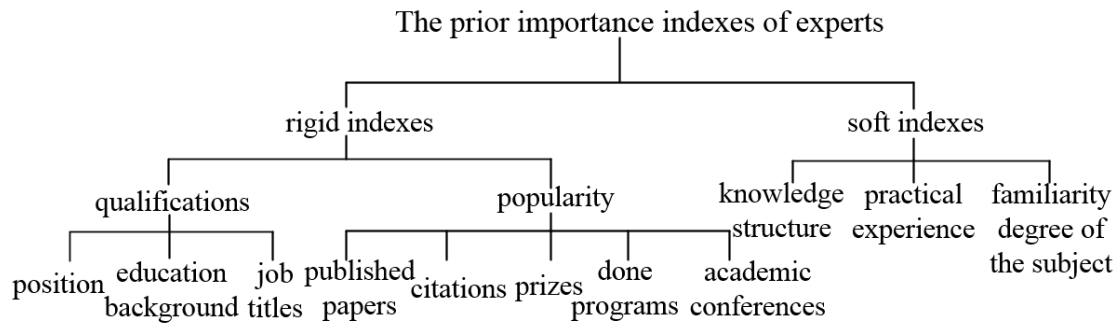 The prior importance indexes of experts
rigid indexes
soft indexes
qualifications
popularity
knowledge
structure
practical
experience
familiarity
degree of
the subject
position
education
background
job
titles
published
papers
citations
prizes
done
programs
academic
conferences